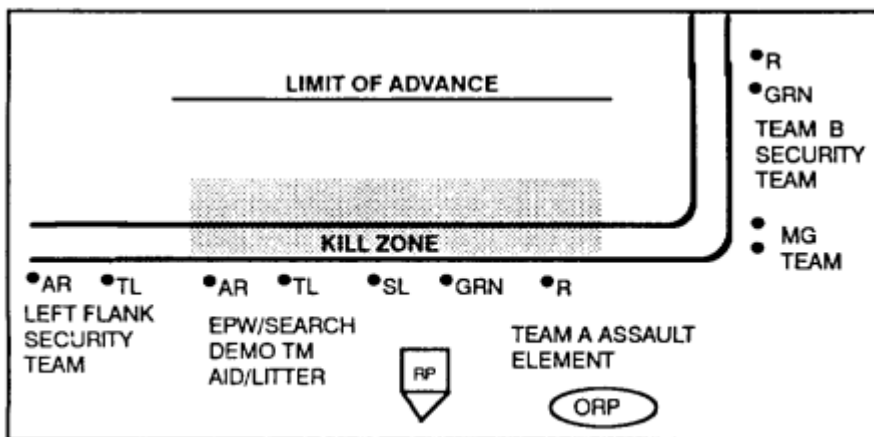 LIMIT OF ADVANCE
R
GRN
TEAM B
SECURITY
TEAM
KILL ZONE
MG
TEAM
AR
TL
AR
TL
SL
GRN
R
LEFT FLANK
SECURITY
TEAM
EPW/SEARCH
DEMO TM
AID/LITTER
RP
TEAM A ASSAULT
ELEMENT
ORP